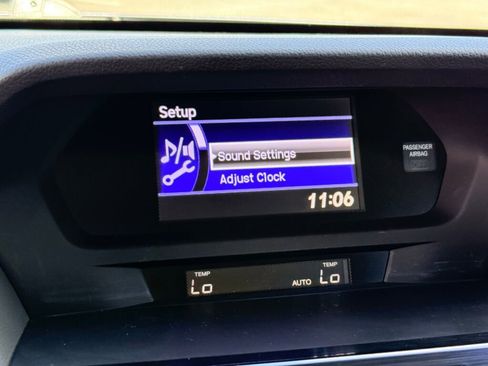 Setup
Sound Settings
Adjust Clock
11:06
PASSENGER
AIRBAG
TEMP
Lo
AUTO
TEMP
Lo